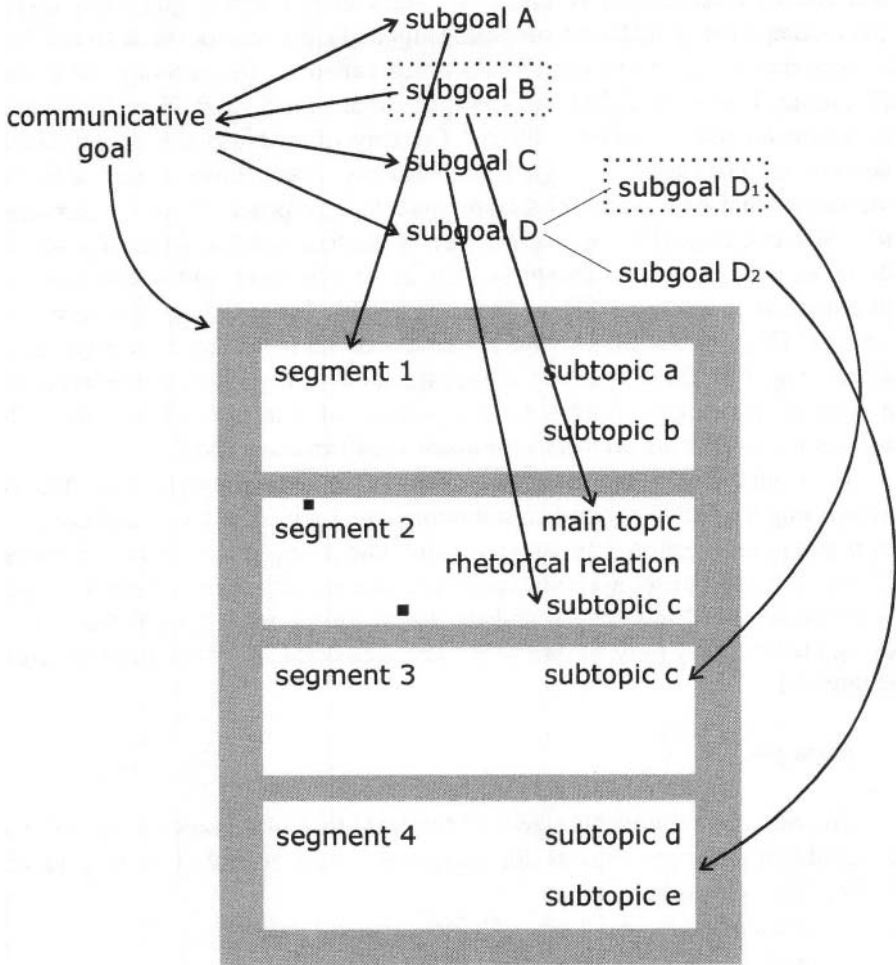 subgoal A
subgoal B
communicative
goal
subgoal C
subgoal D
subgoal D1
subgoal D2
segment 1 subtopic a
subtopic b
segment 2 main topic
rhetorical relation
subtopic c
segment 3 subtopic c
segment 4 subtopic d
subtopic e